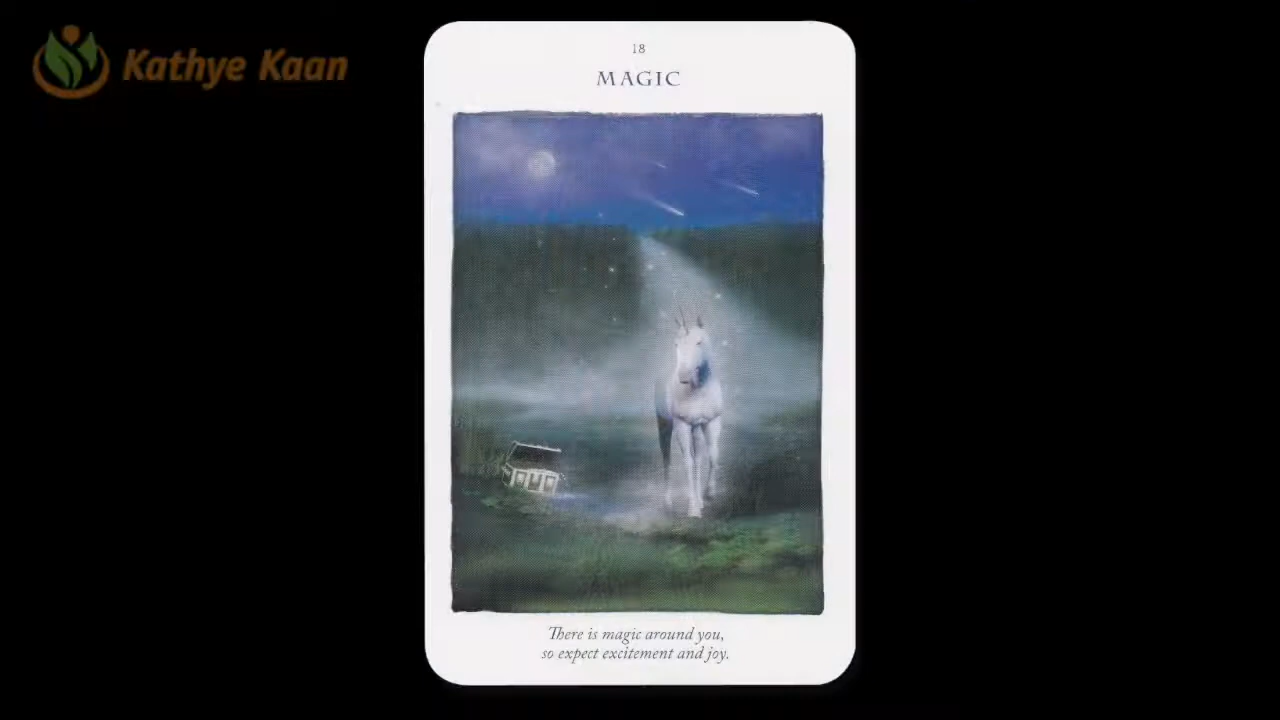 Kathye Kaan
18
MAGIC
There is magic around you,
so expect excitement and joy.